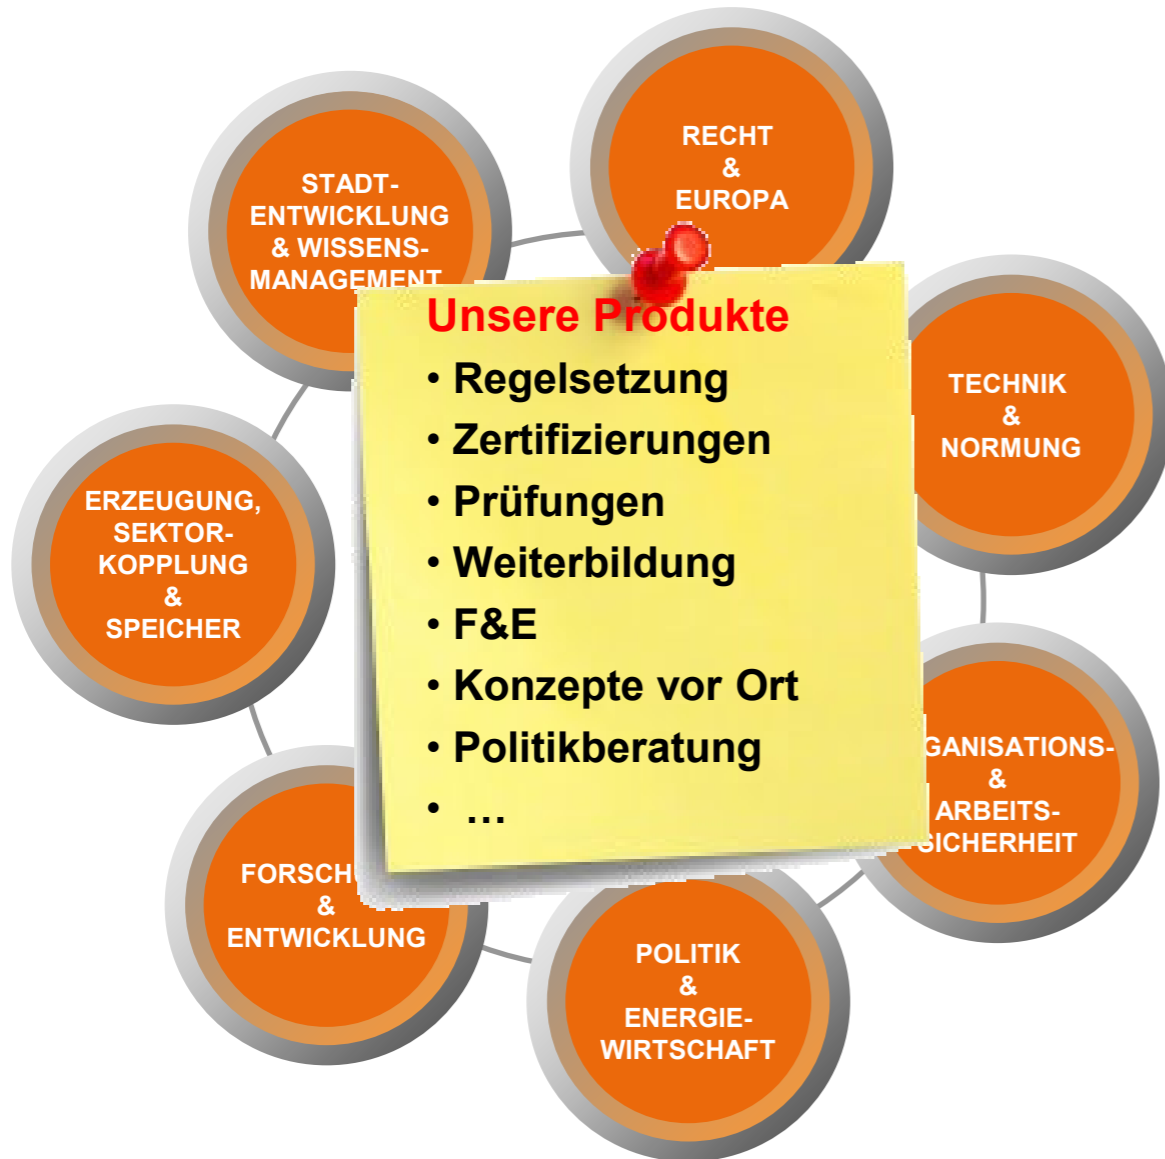 RECHT
&
EUROPA
STADT-
ENTWICKLUNG
& WISSENS-
MANAGEMENT
Unsere Produkte
• Regelsetzung
• Zertifizierungen
• Prüfungen
• Weiterbildung
• F&E
• Konzepte vor Ort
• Politikberatung
• ...
TECHNIK
&
NORMUNG
ERZEUGUNG,
SEKTOR-
KOPPLUNG
&
SPEICHER
&
ARBEITS-
SICHERHEIT
&
ENTWICKLUNG
POLITIK
&
ENERGIE-
WIRTSCHAFT